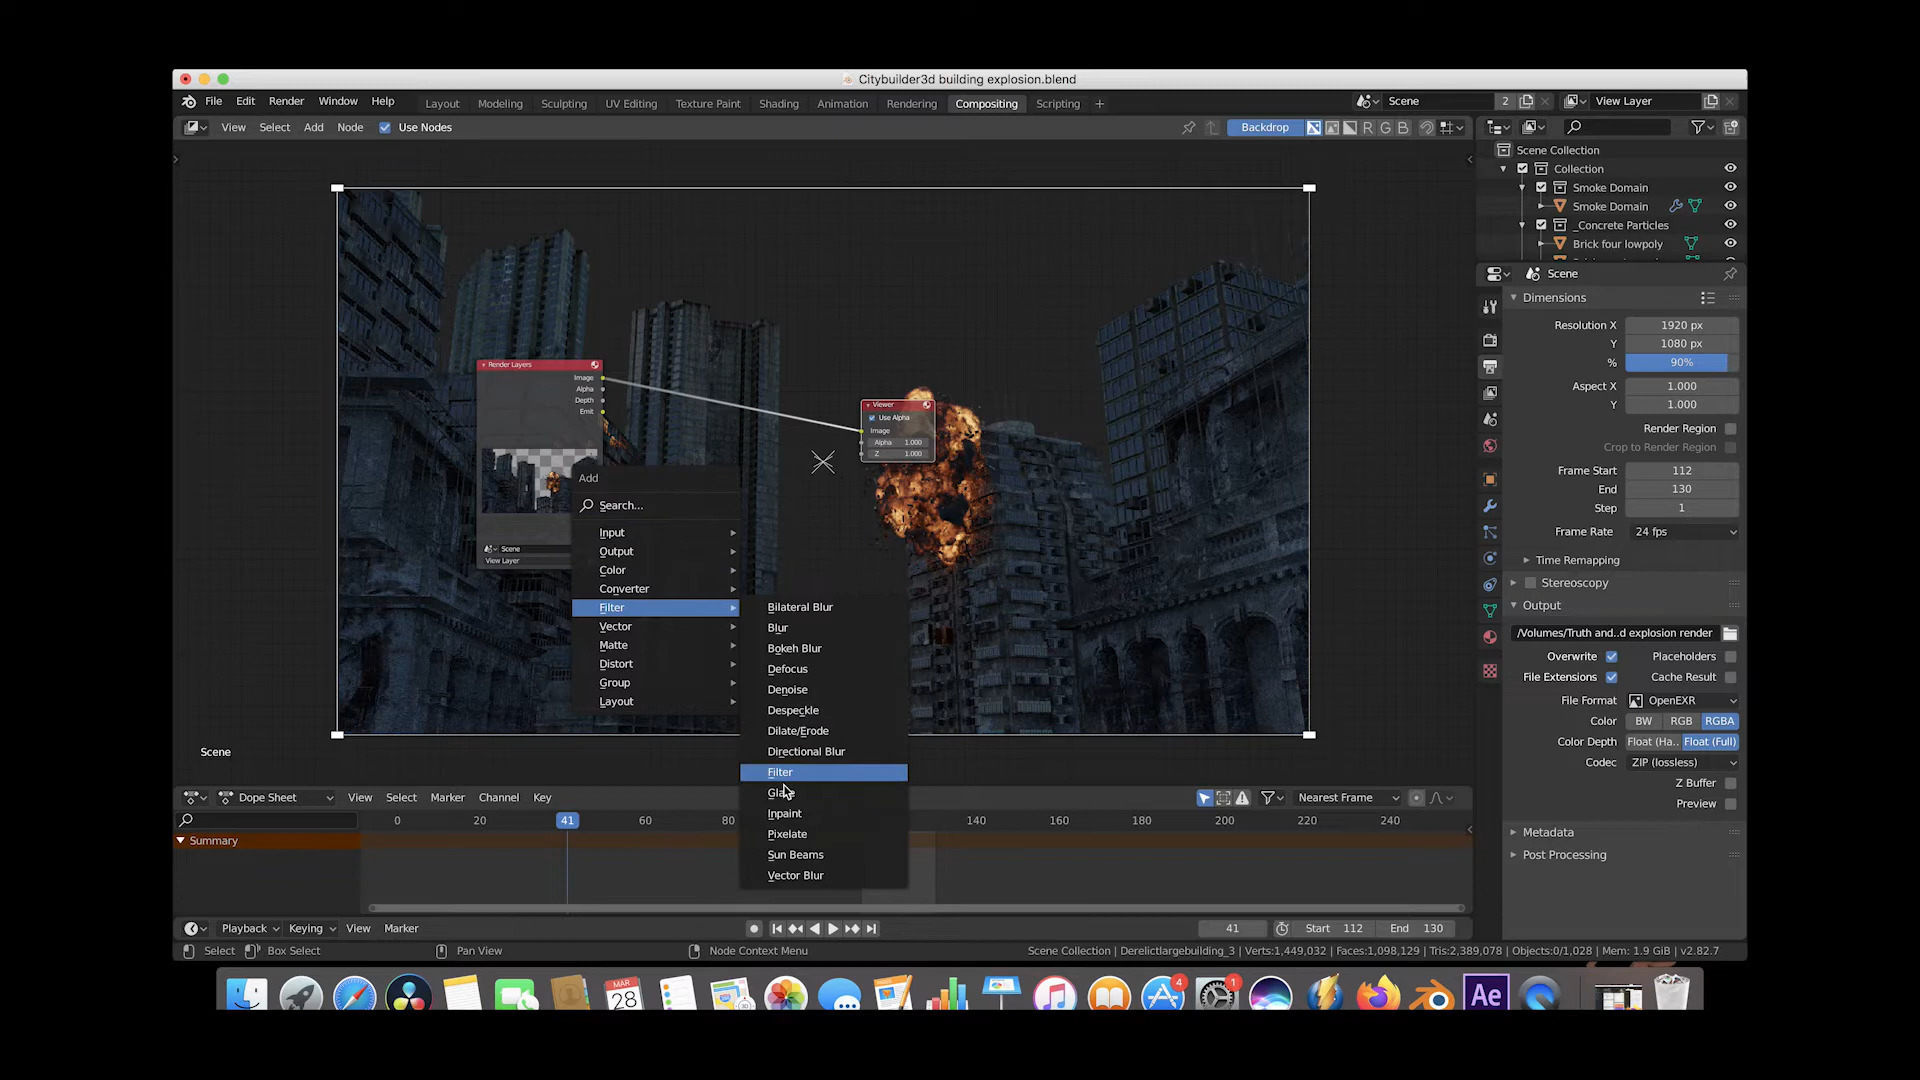 Citybuilder3d building explosion.blend
File Edit Render Window Help Layout Modeling Sculpting UV Editing Texture Paint Shading Animation Rendering Compositing Scripting + Scene 2 View Layer
View Select Add Node Use Nodes Backdrop R G B
Scene Collection
Collection
Smoke Domain
Smoke Domain
_Concrete Particles
Brick four lowpoly
Scene
Dimensions
Resolution X 1920 px
Y 1080 px
% 90%
Aspect X 1.000
Y 1.000
Render Region
Crop to Render Region
Frame Start 112
End 130
Step 1
Frame Rate 24 fps
Time Remapping
Stereoscopy
Output
/Volumes/Truth and..d explosion render
Overwrite Placeholders
File Extensions Cache Result
File Format OpenEXR
Color BW RGB RGBA
Color Depth Float (Ha.. Float (Full)
Codec ZIP (lossless)
Z Buffer
Preview
Metadata
Post Processing
Render Layers
Image
Alpha
Depth
Emit
Scene
View Layer
Viewer
Use Alpha
Image
Alpha 1.000
Z 1.000
Add
Search...
Input
Output
Color
Converter
Filter
Vector
Matte
Distort
Group
Layout
Bilateral Blur
Blur
Bokeh Blur
Defocus
Denoise
Despeckle
Dilate/Erode
Directional Blur
Filter
Inpaint
Pixelate
Sun Beams
Vector Blur
Scene
Dope Sheet View Select Marker Channel Key Nearest Frame
0 20 41 60 80 140 160 180 200 220 240
Summary
Playback Keying View Marker 41 Start 112 End 130
Select Box Select Pan View Node Context Menu Scene Collection | Derelictlargebuilding_3 | Verts:1,449,032 | Faces:1,098,129 | Tris:2,389,078 | Objects:0/1,028 | Mem: 1.9 GiB | v2.82.7
MAR
28
4
1
Ae